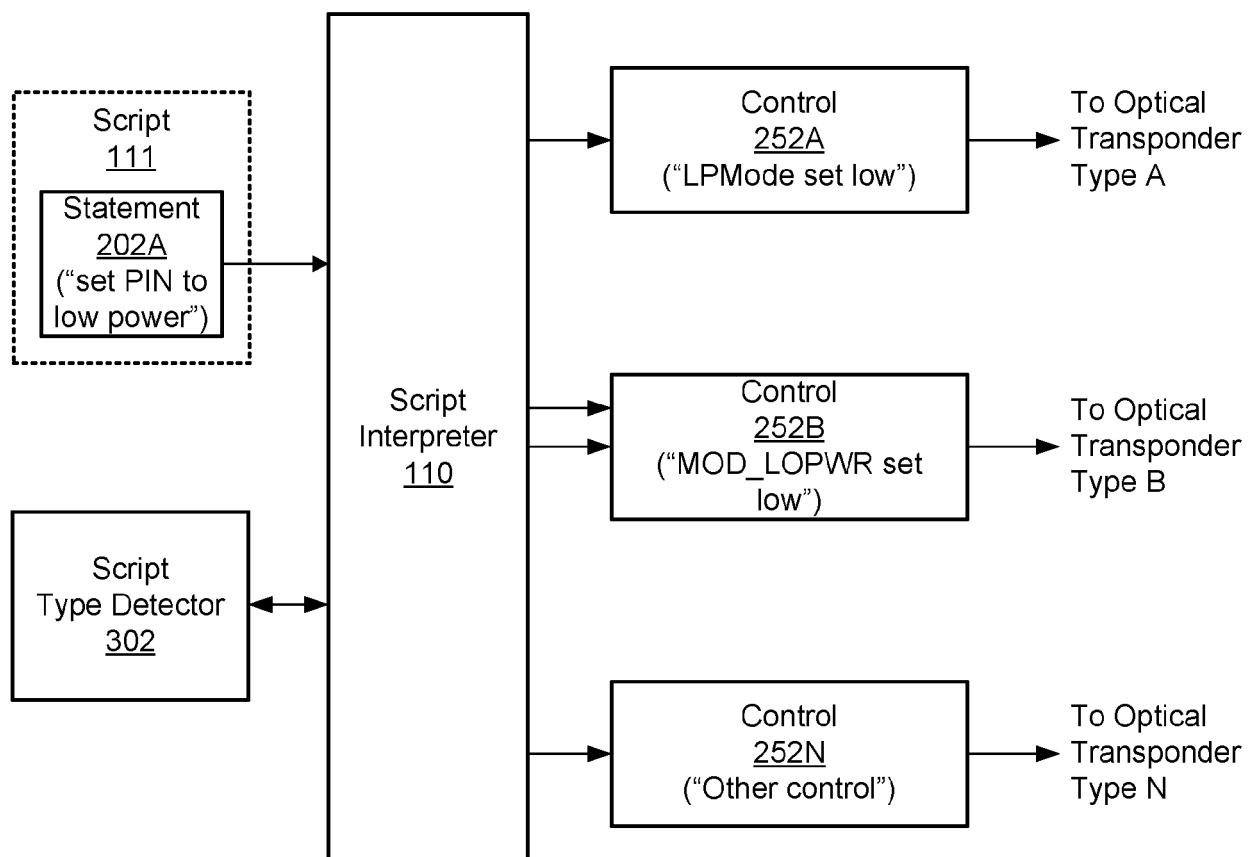 Script
111
Statement
202A
(“set PIN to
low power”)
Script
Type Detector
302
Script
Interpreter
110
Control
252A
(“LPMode set low”)
To Optical
Transponder
Type A
Control
252B
(“MOD_LOPWR set
low”)
To Optical
Transponder
Type B
Control
252N
(“Other control”)
To Optical
Transponder
Type N